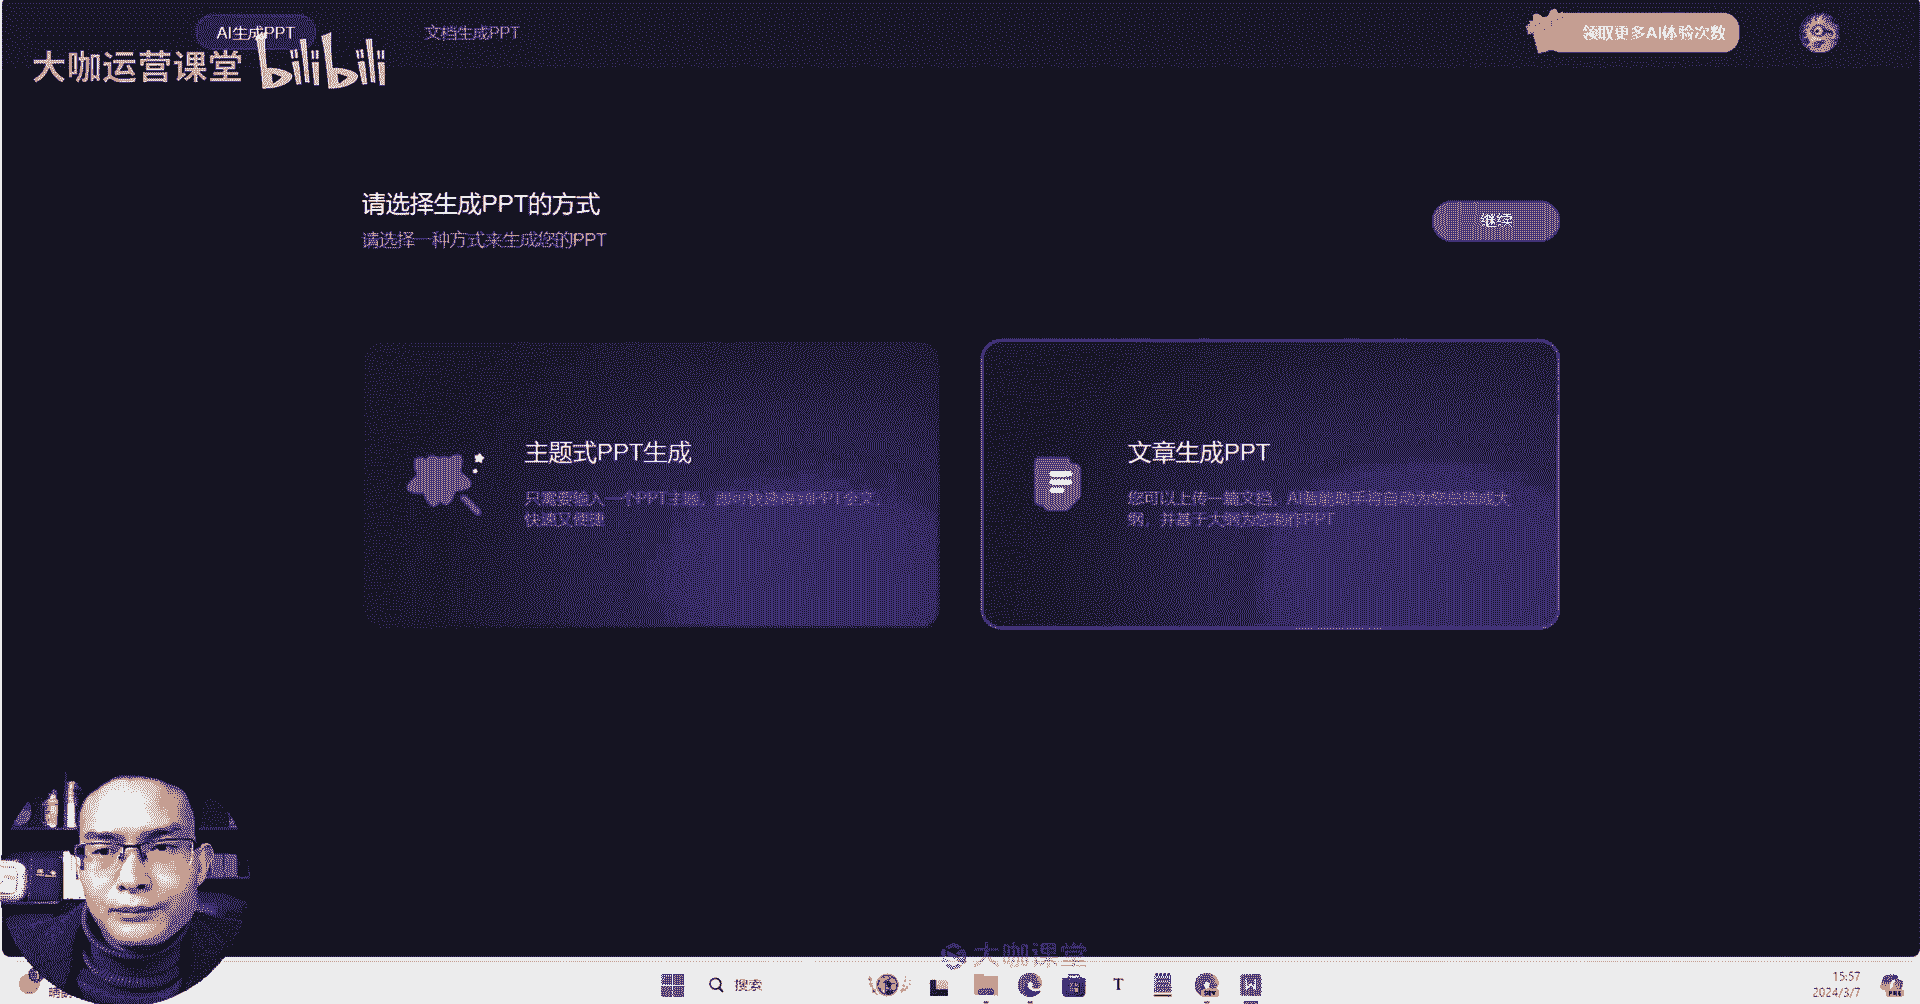 AI生成PPT
文档生成PPT
领取更多AI体验次数
大咖运营课堂 bilibili
请选择生成PPT的方式
请选择一种方式来生成您的PPT
继续
主题式PPT生成
只需要输入一个PPT主题，即可快速得到PPT全文，
快速又便捷
文章生成PPT
您可以上传一篇文档，AI智能助手将自动为您总结成大
纲，并基于大纲为您制作PPT
大咖课堂
搜索
15:57
2024/3/7